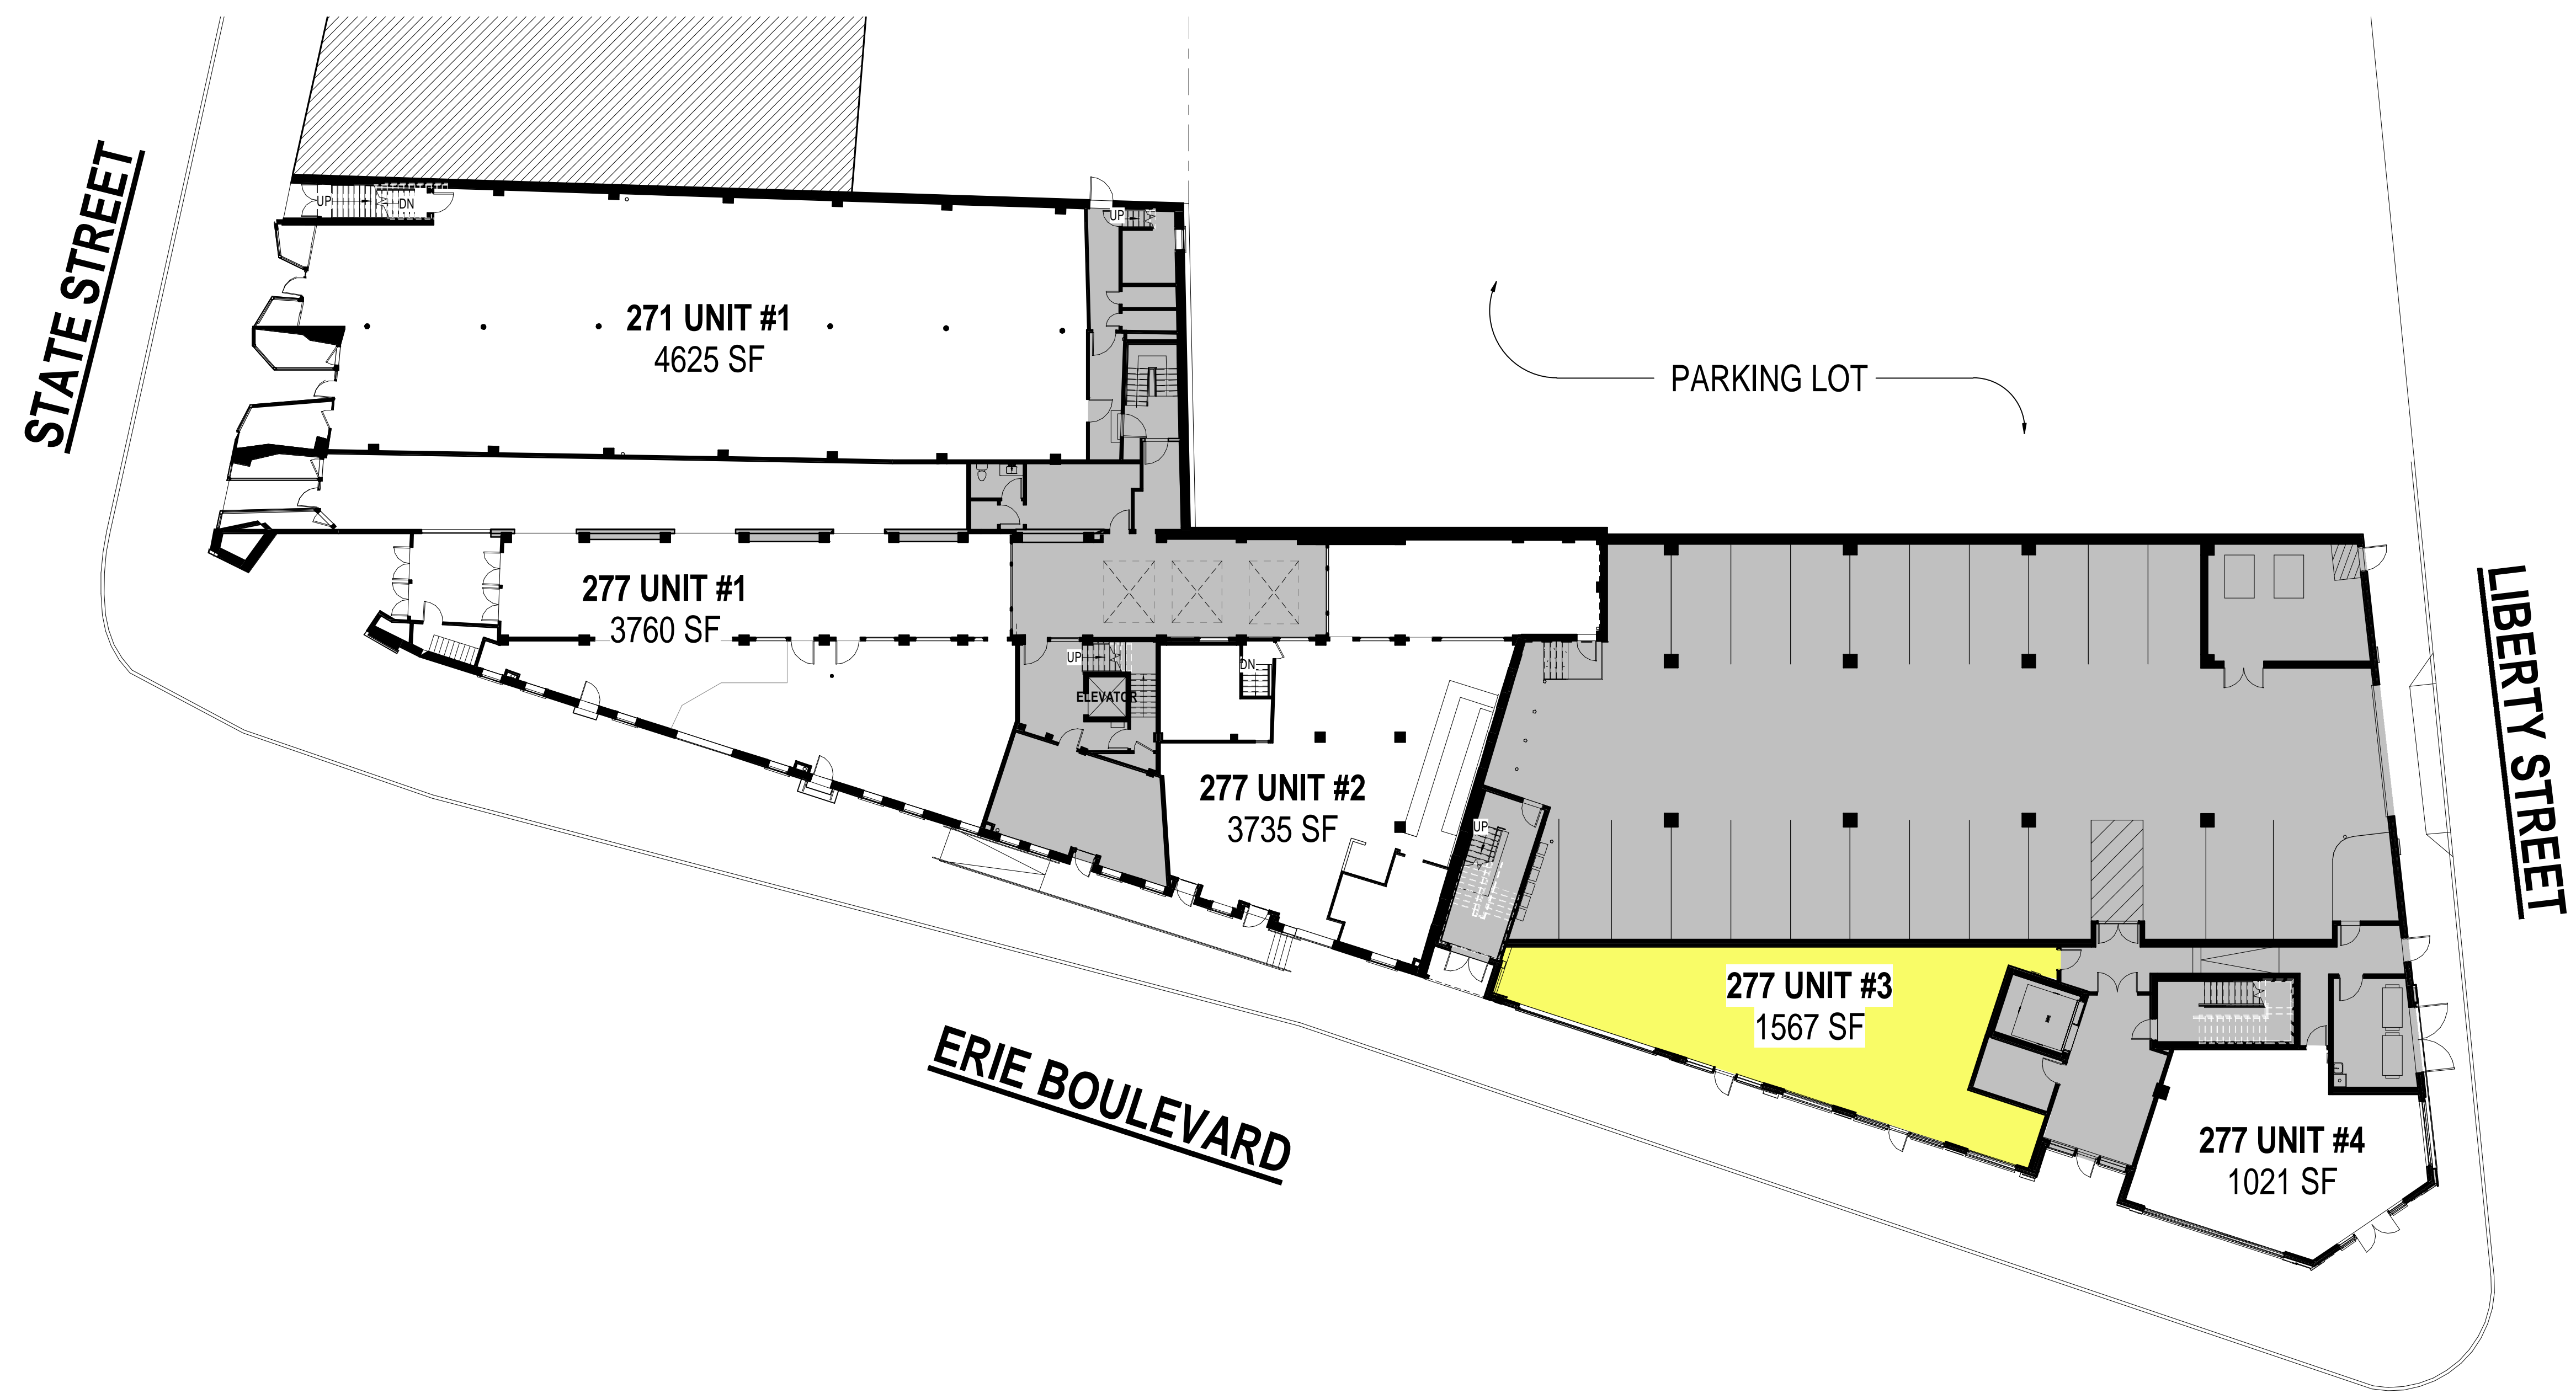 STATE STREET
UP
DN
UP
271 UNIT #1
4625 SF
PARKING LOT
277 UNIT #1
3760 SF
LIBERTY STREET
UP
DN
ELEVATOR
277 UNIT #2
3735 SF
UP
277 UNIT #3
1567 SF
ERIE BOULEVARD
277 UNIT #4
1021 SF